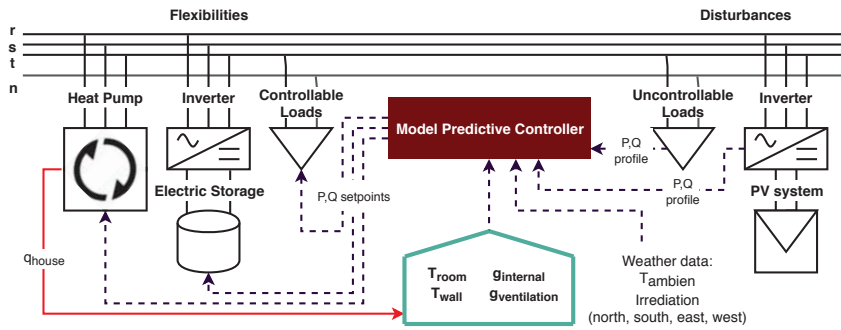 Flexibilities
Disturbances
r
s
t
n
Heat Pump
Inverter
Controllable
Loads
Model Predictive Controller
Uncontrollable
Loads
Inverter
P,Q
profile
P,Q
profile
Electric Storage
P,Q setpoints
PV system
qhouse
Troom
ginternal
Twall
gventilation
Weather data:
Tambien
Irrediation
(north, south, east, west)